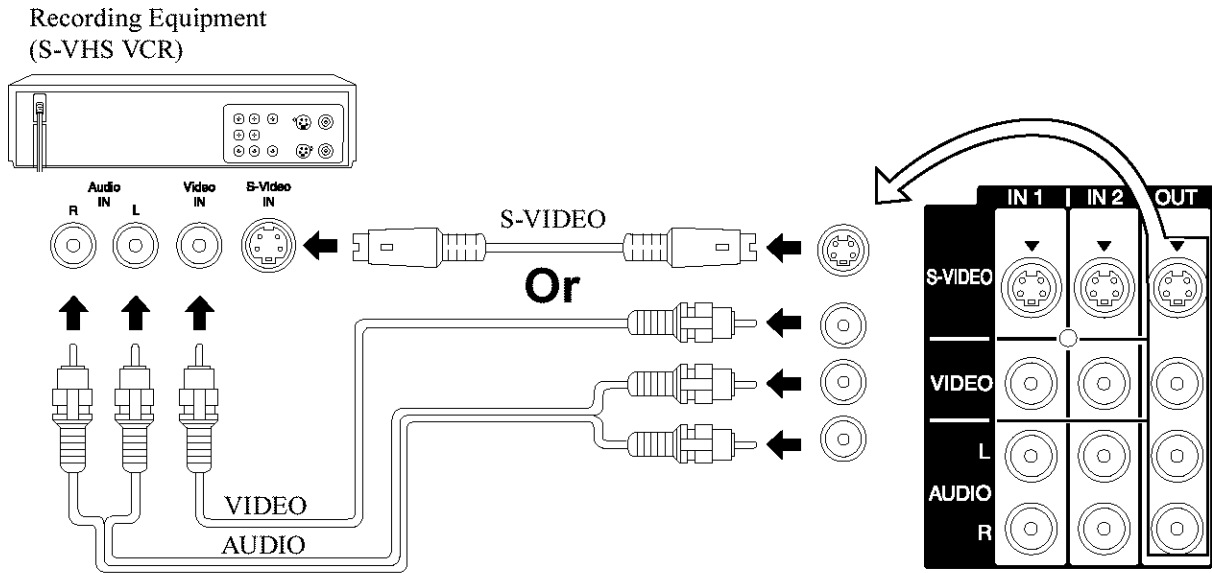 Recording Equipment
(S-VHS VCR)
Audio
IN
R
L
Video
IN
S-Video
IN
S-VIDEO
Or
VIDEO
AUDIO
IN 1
IN 2
OUT
S-VIDEO
VIDEO
L
AUDIO
R